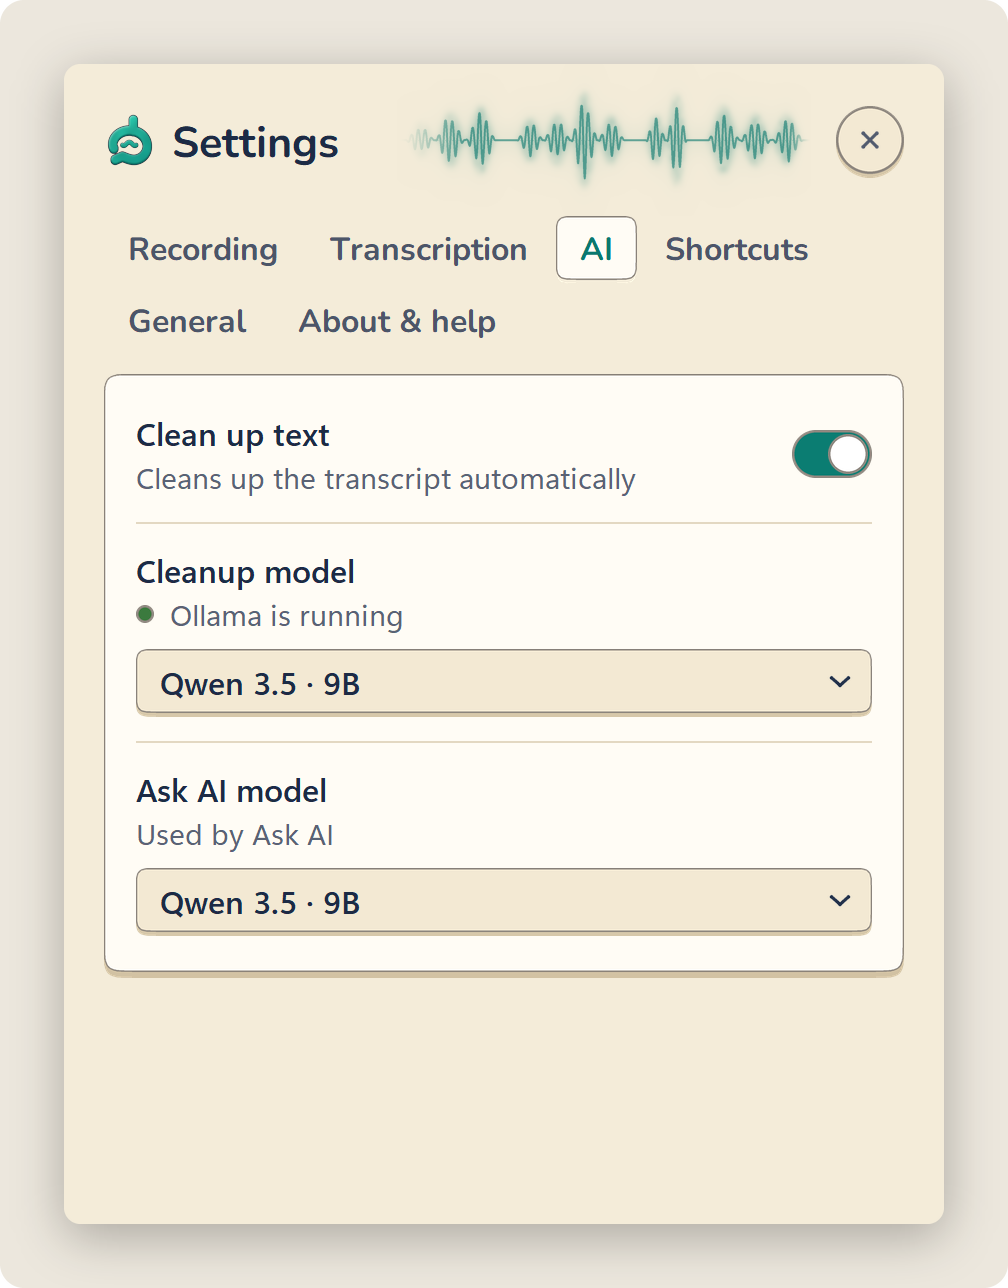 Settings
Recording Transcription AI Shortcuts
General About & help
Clean up text
Cleans up the transcript automatically
Cleanup model
Ollama is running
Qwen 3.5 · 9B
Ask AI model
Used by Ask AI
Qwen 3.5 · 9B